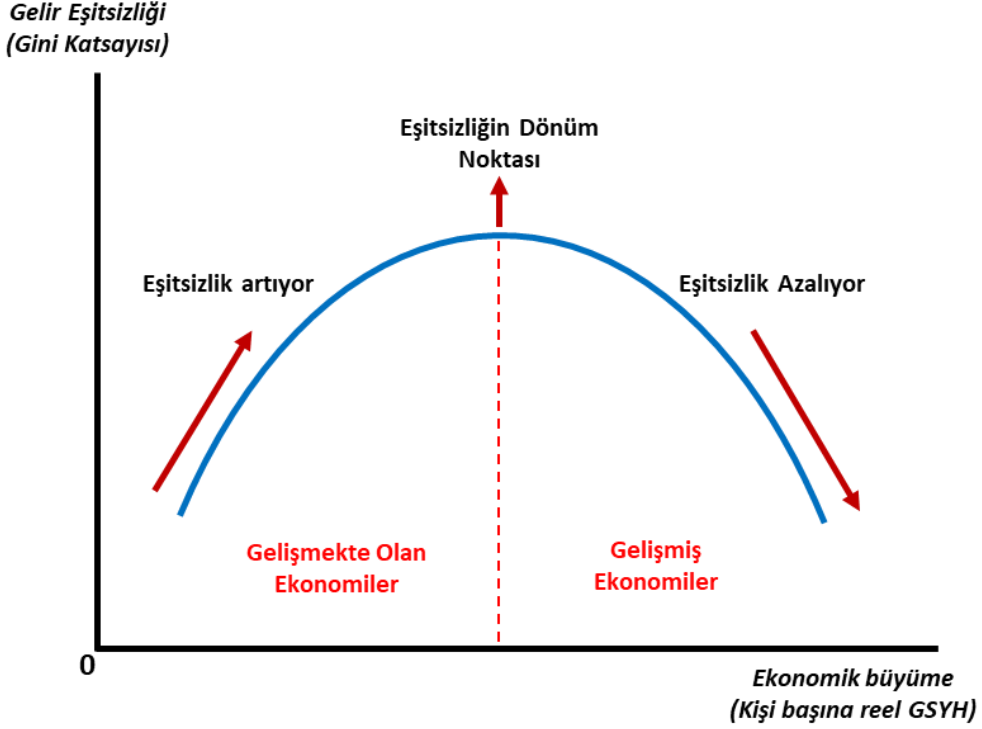 Gelir Eşitsizliği
(Gini Katsayısı)
Eşitsizliğin Dönüm
Noktası
Eşitsizlik artıyor
Eşitsizlik Azalıyor
Gelişmekte Olan
Ekonomiler
Gelişmiş
Ekonomiler
0
Ekonomik büyüme
(Kişi başına reel GSYH)